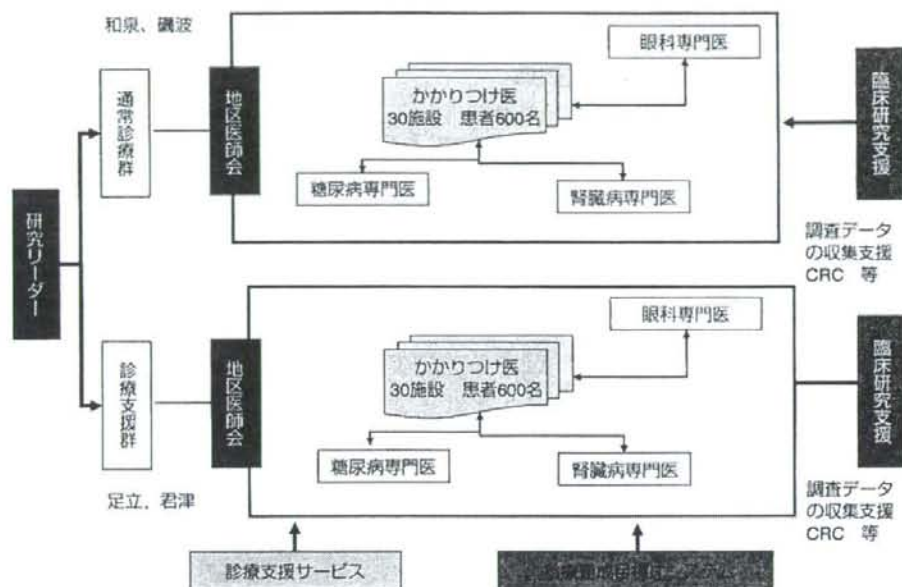 和泉、礪波
通常診療群
地区医師会
眼科専門医
かかりつけ医
30施設 患者600名
糖尿病専門医
腎臓病専門医
臨床研究支援
調査データ
の収集支援
CRC 等
研究リーダー
診療支援群
地区医師会
眼科専門医
かかりつけ医
30施設 患者600名
糖尿病専門医
腎臓病専門医
臨床研究支援
調査データ
の収集支援
CRC 等
足立、君津
診療支援サービス